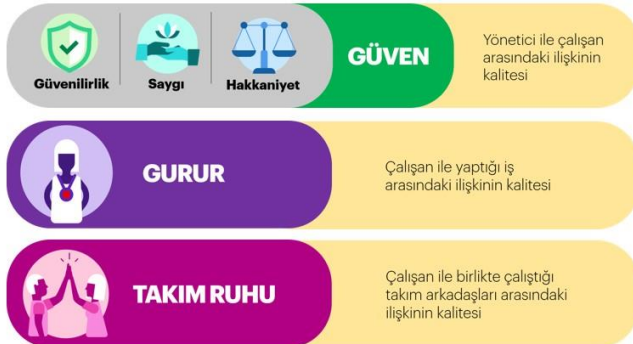 Güvenilirlik
Saygı
Hakkaniyet
GÜVEN
Yönetici ile çalışan
arasındaki ilişkinin
kalitesi
GURUR
Çalışan ile yaptığı iş
arasındaki ilişkinin kalitesi
TAKIM RUHU
Çalışan ile birlikte çalıştığı
takım arkadaşları arasındaki
ilişkinin kalitesi